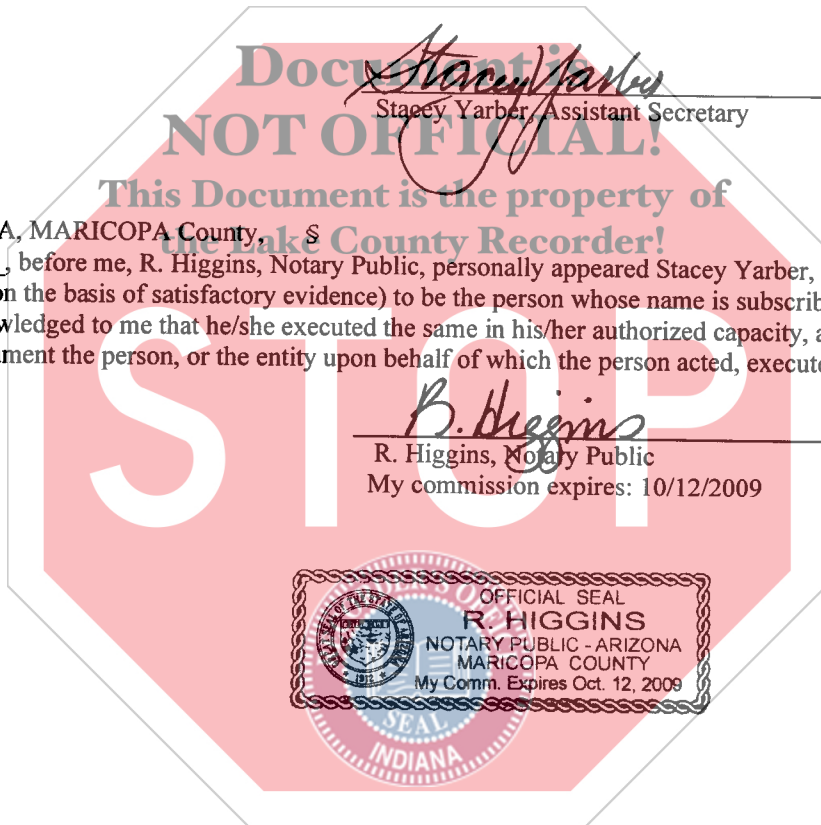 Document is
Stacey Yarber
Stacey Yarber, Assistant Secretary
NOT OFFICIAL!
This Document is the property of
A, MARICOPA County, §
the Lake County Recorder!
, before me, R. Higgins, Notary Public, personally appeared Stacey Yarber,
n the basis of satisfactory evidence) to be the person whose name is subscrib
wledged to me that he/she executed the same in his/her authorized capacity, a
ment the person, or the entity upon behalf of which the person acted, execute
STOP
R. Higgins
R. Higgins, Notary Public
My commission expires: 10/12/2009
OFFICIAL SEAL
R. HIGGINS
NOTARY PUBLIC - ARIZONA
MARICOPA COUNTY
My Comm. Expires Oct. 12, 2009
1912
SEAL
INDIANA